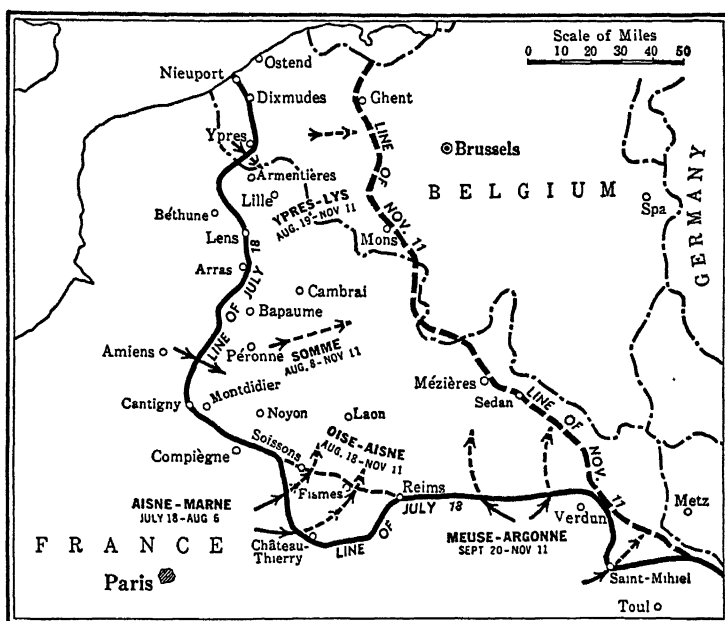 Scale of Miles
0 10 20 30 40 50
Ostend
Nieuport
Dixmudes
Ghent
Ypres
Brussels
Armentières
BELGIUM
Lille
YPRES-LYS
AUG. 19-NOV 11
Spa
GERMANY
Béthune
Lens
Mons
Arras
LINE OF JULY 18
LINE OF NOV. 11
Cambrai
Bapaume
Amiens
Péronne
SOMME
AUG. 8-NOV 11
Mézières
Sedan
Cantigny
Montdidier
Noyon
Laon
LINE OF NOV. 11
OISE-AISNE
AUG. 18-NOV 11
Compiègne
Soissons
Fismes
Reims
AISNE-MARNE
JULY 18-AUG 6
LINE OF JULY 18
Verdun
Metz
MEUSE-ARGONNE
SEPT 20-NOV 11
FRANCE
Château-
Thierry
Paris
Saint-Mihiel
Toul